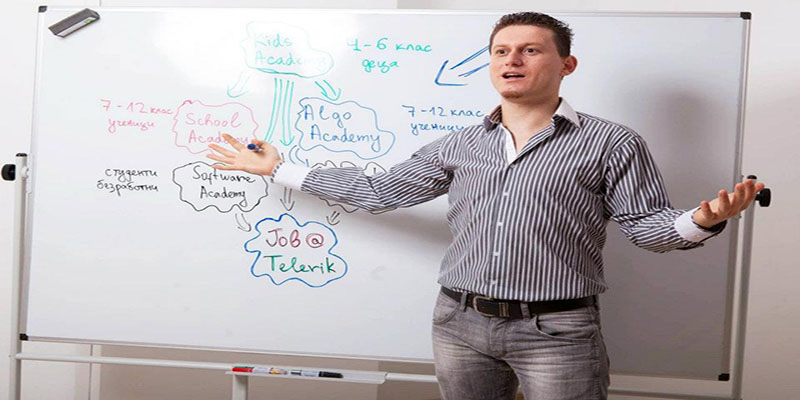 Kids
Academy
1-6 клас
деца
7-12 клас
ученици
School
Academy
Algo
Academy
7-12 клас
ученици
студенти
безработни
Software
Academy
Job @
Telerik